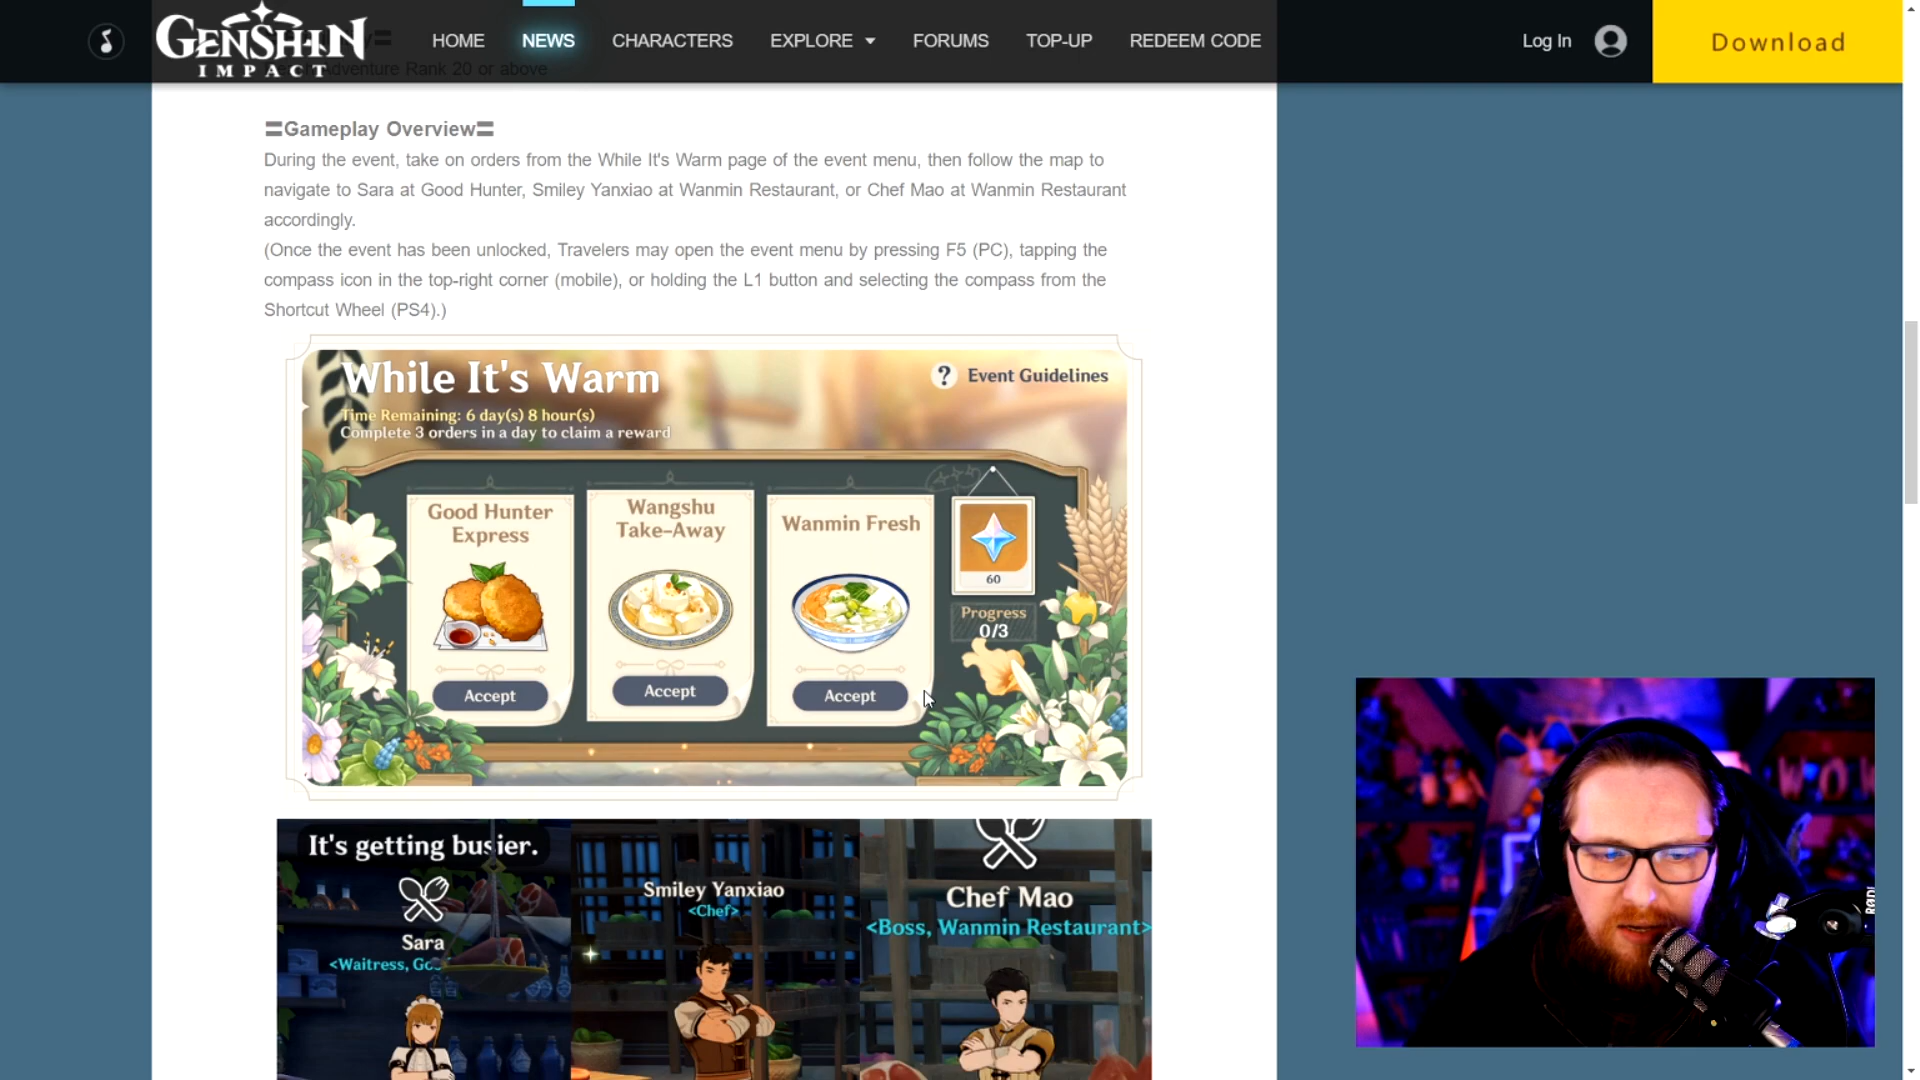 GENSHIN
IMPACT
HOME
NEWS
CHARACTERS
EXPLORE
FORUMS
TOP-UP
REDEEM CODE
Log In
Download
Adventure Rank 20 or above
〓Gameplay Overview〓
During the event, take on orders from the While It's Warm page of the event menu, then follow the map to
navigate to Sara at Good Hunter, Smiley Yanxiao at Wanmin Restaurant, or Chef Mao at Wanmin Restaurant
accordingly.
(Once the event has been unlocked, Travelers may open the event menu by pressing F5 (PC), tapping the
compass icon in the top-right corner (mobile), or holding the L1 button and selecting the compass from the
Shortcut Wheel (PS4).)
While It's Warm
? Event Guidelines
Time Remaining: 6 day(s) 8 hour(s)
Complete 3 orders in a day to claim a reward
Good Hunter
Express
Wangshu
Take-Away
Wanmin Fresh
60
Progress
0/3
Accept
Accept
Accept
It's getting busier.
Sara
<Waitress,
Smiley Yanxiao
<Chef>
Chef Mao
<Boss, Wanmin Restaurant>